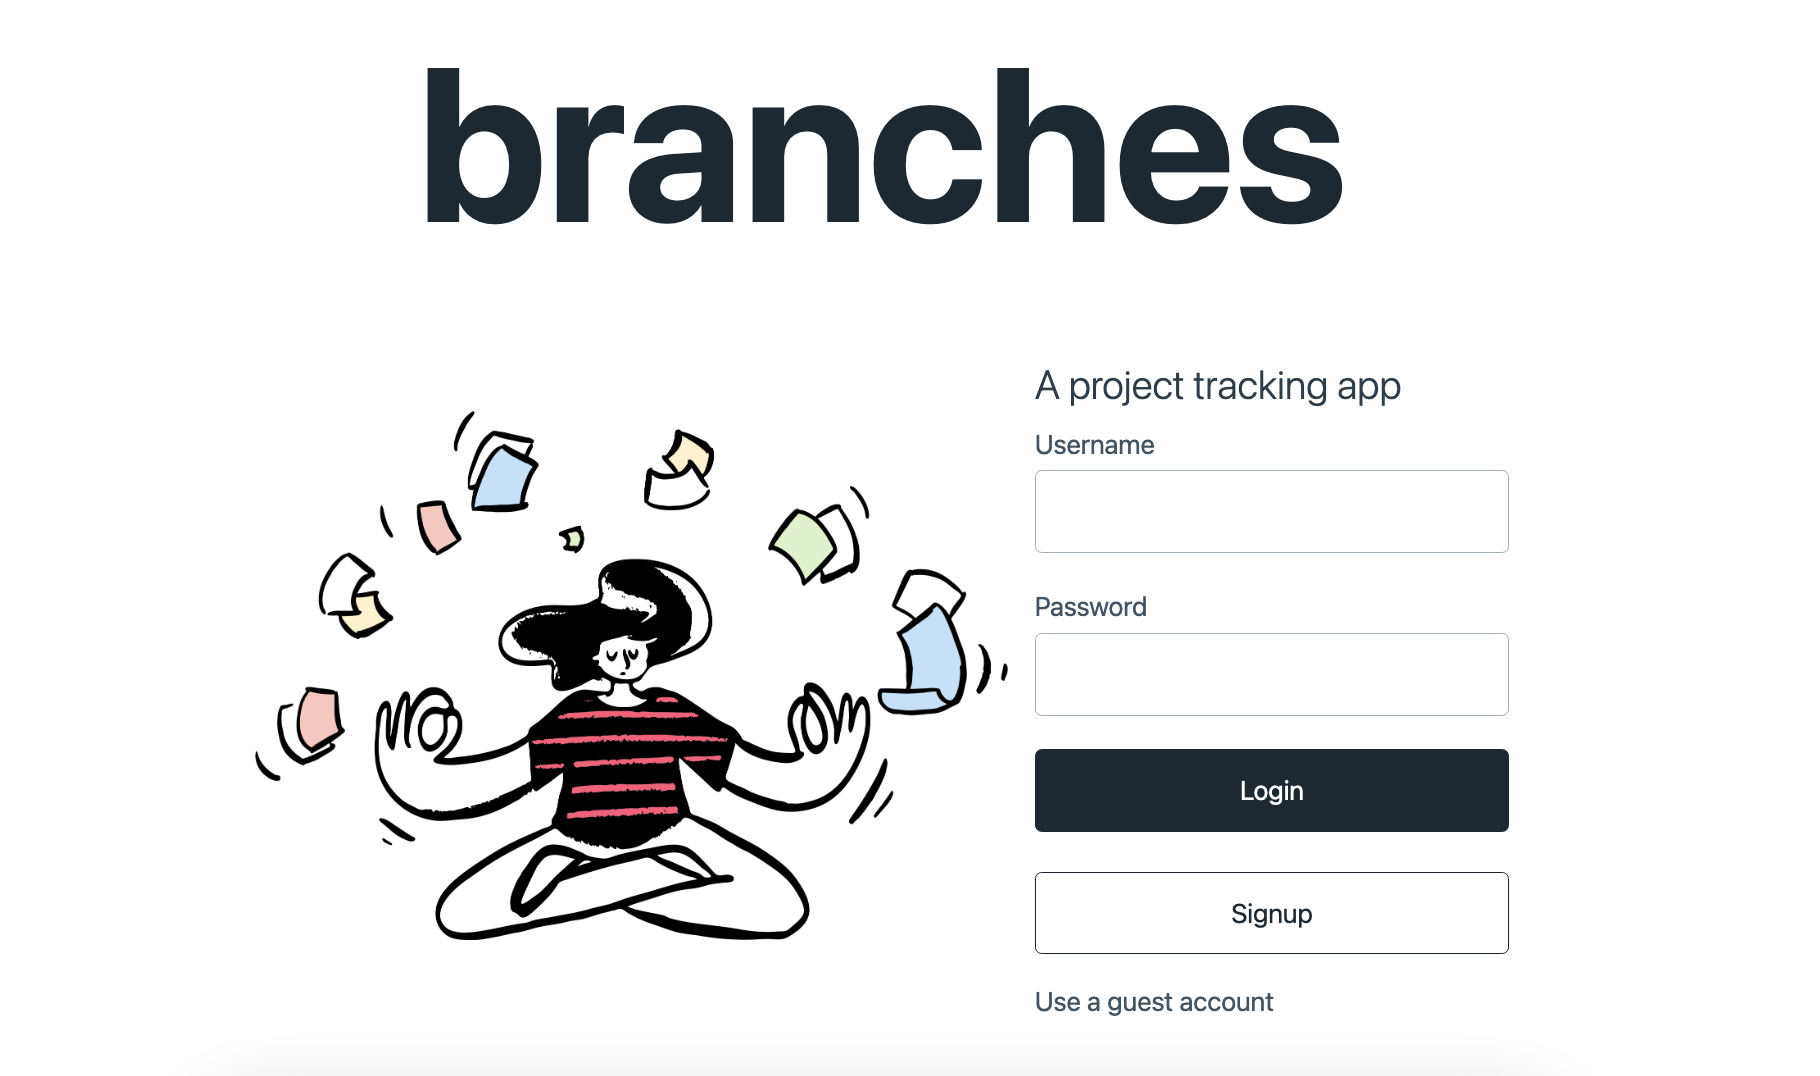 branches
A project tracking app
Username
Password
Login
Signup
Use a guest account